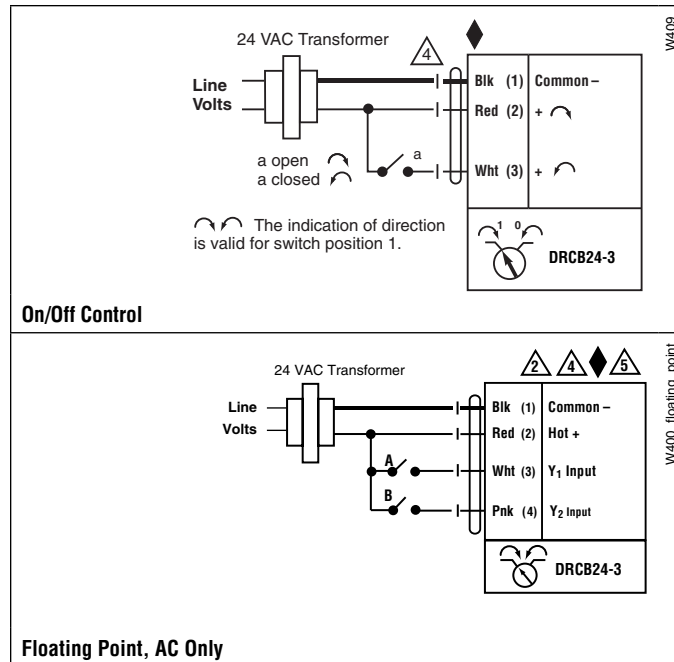 W409
24 VAC Transformer
4
Line
Volts
Blk (1) Common –
Red (2) +
a
Wht (3) +
a open
a closed
The indication of direction
is valid for switch position 1.
1 0
DRCB24-3
On/Off Control
W400_floating_point
24 VAC Transformer
2 4 5
Line
Volts
Blk (1) Common –
Red (2) Hot +
A
Wht (3) Y₁ Input
B
Pnk (4) Y₂ Input
DRCB24-3
Floating Point, AC Only